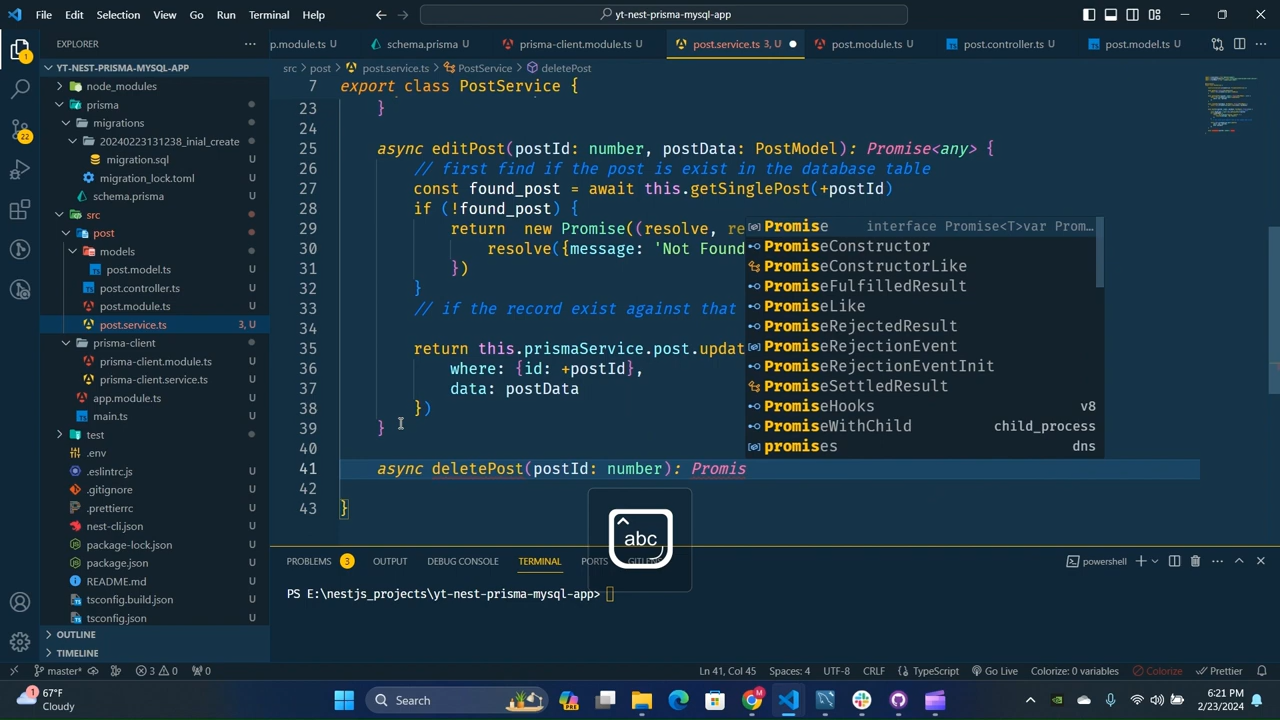 File Edit Selection View Go Run Terminal Help
yt-nest-prisma-mysql-app
EXPLORER
p.module.ts U
schema.prisma U
prisma-client.module.ts U
post.service.ts 3, U
post.module.ts U
post.controller.ts U
post.model.ts U
src > post > post.service.ts > PostService > deletePost
YT-NEST-PRISMA-MYSQL-APP
node_modules
prisma
migrations
20240223131238_inial_create
migration.sql U
migration_lock.toml U
schema.prisma U
src
post
models
post.model.ts U
post.controller.ts U
post.module.ts U
post.service.ts 3, U
prisma-client
prisma-client.module.ts U
prisma-client.service.ts U
app.module.ts U
main.ts U
test
.env U
.eslintrc.js U
.gitignore U
.prettierrc U
nest-cli.json U
package-lock.json U
package.json U
README.md U
tsconfig.build.json U
tsconfig.json U
OUTLINE
TIMELINE
7 export class PostService {
23 }
24
25 async editPost(postId: number, postData: PostModel): Promise<any> {
26 // first find if the post is exist in the database table
27 const found_post = await this.getSinglePost(+postId)
28 if (!found_post) {
29 return new Promise((resolve, re
30 resolve({message: 'Not Found
31 })
32 }
33 // if the record exist against that
34
35 return this.prismaService.post.updat
36 where: {id: +postId},
37 data: postData
38 })
39 }
40
41 async deletePost(postId: number): Promis
42
43 }
Promise interface Promise<T>var Prom…
PromiseConstructor
PromiseConstructorLike
PromiseFulfilledResult
PromiseLike
PromiseRejectedResult
PromiseRejectionEvent
PromiseRejectionEventInit
PromiseSettledResult
PromiseHooks v8
PromiseWithChild child_process
promises dns
abc
PROBLEMS 3 OUTPUT DEBUG CONSOLE TERMINAL PORTS GITLENS
powershell
PS E:\nestjs_projects\yt-nest-prisma-mysql-app>
master* 3 0 0
Ln 41, Col 45 Spaces: 4 UTF-8 CRLF TypeScript Go Live Colorize: 0 variables Colorize Prettier
1
67°F
Cloudy
Search
6:21 PM
2/23/2024